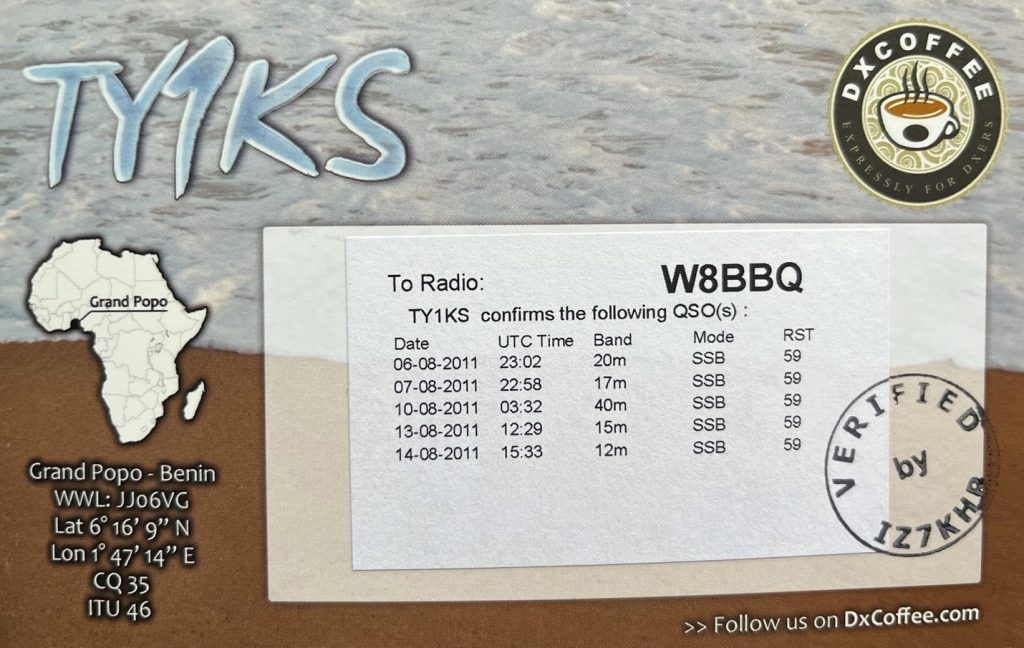 TY1KS
DXCOFFEE
EXPRESSLY FOR DXERS
Grand Popo
To Radio: W8BBQ
TY1KS confirms the following QSO(s) :
Date UTC Time Band Mode RST
06-08-2011 23:02 20m SSB 59
07-08-2011 22:58 17m SSB 59
10-08-2011 03:32 40m SSB 59
13-08-2011 12:29 15m SSB 59
14-08-2011 15:33 12m SSB 59
VERIFIED
by
IZ7KHR
Grand Popo - Benin
WWL: JJ06VG
Lat 6° 16' 9'' N
Lon 1° 47' 14'' E
CQ 35
ITU 46
>> Follow us on DxCoffee.com